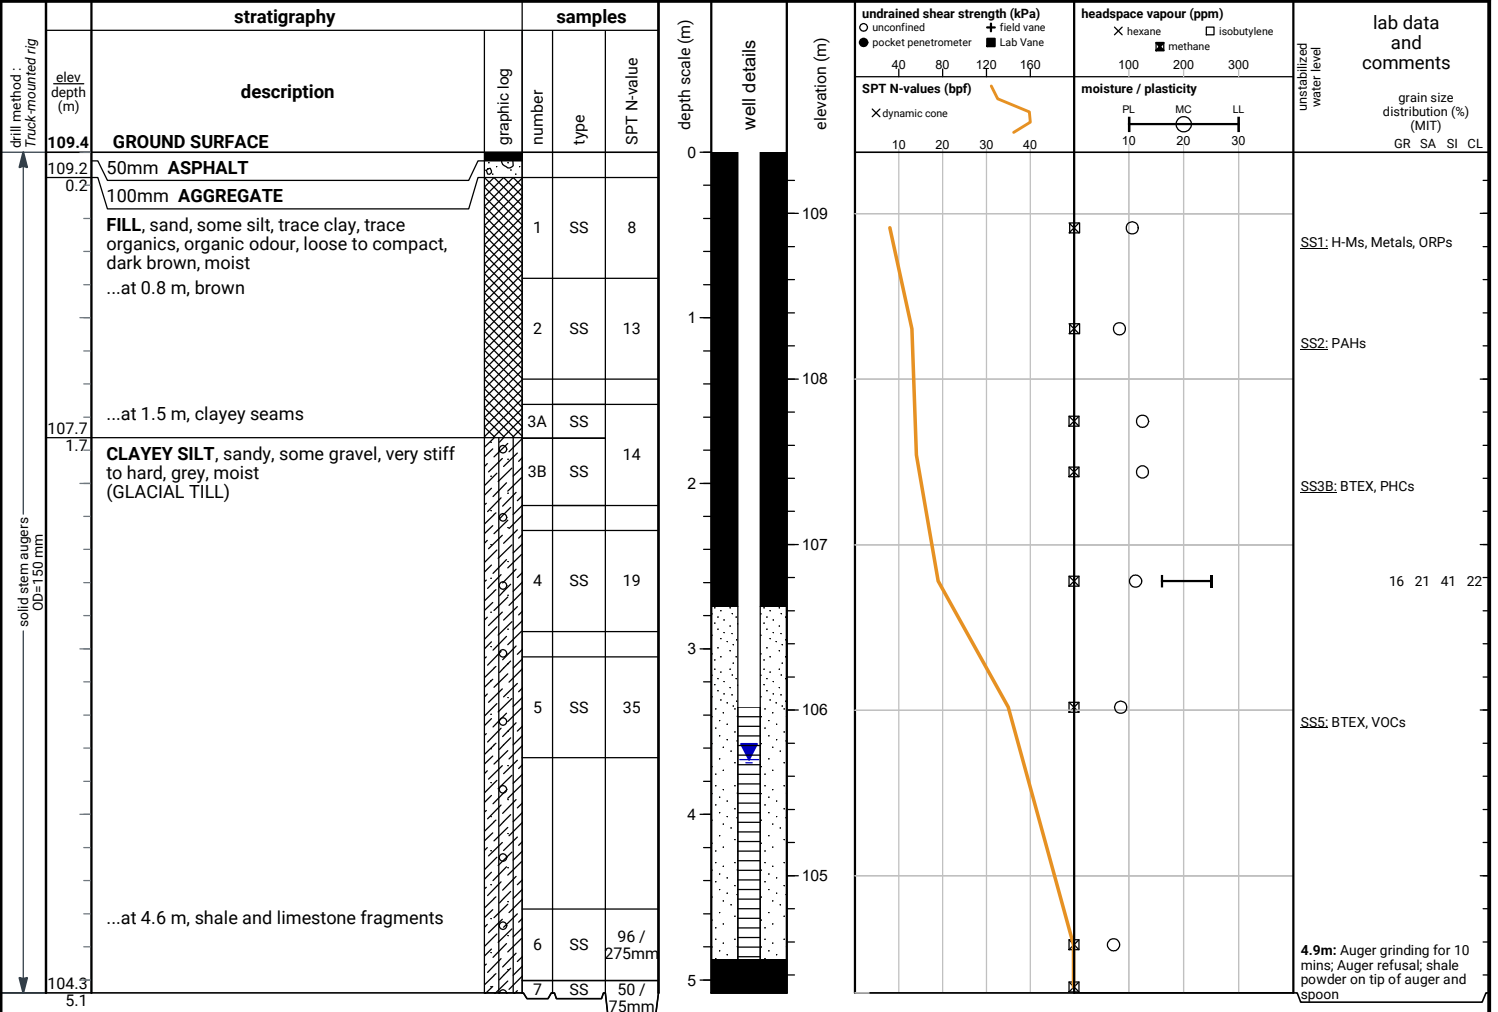 stratigraphy
samples
drill method :
Truck-mounted rig
elev
depth
(m)
description
graphic log
number
type
SPT N-value
depth scale (m)
well details
elevation (m)
undrained shear strength (kPa)
unconfined
field vane
pocket penetrometer
Lab Vane
40 80 120 160
SPT N-values (bpf)
dynamic cone
10 20 30 40
headspace vapour (ppm)
hexane
isobutylene
methane
100 200 300
moisture / plasticity
PL MC LL
10 20 30
unstabilized
water level
lab data
and
comments
grain size
distribution (%)
(MIT)
GR SA SI CL
109.4 GROUND SURFACE
109.2 50mm ASPHALT
0.2
100mm AGGREGATE
FILL, sand, some silt, trace clay, trace
organics, organic odour, loose to compact,
dark brown, moist
...at 0.8 m, brown
...at 1.5 m, clayey seams
107.7
1.7
CLAYEY SILT, sandy, some gravel, very stiff
to hard, grey, moist
(GLACIAL TILL)
...at 4.6 m, shale and limestone fragments
104.3
5.1
solid stem augers
OD=150 mm
1 SS 8
2 SS 13
3A SS
14
3B SS
4 SS 19
5 SS 35
6 SS 96 /
275mm
7 SS 50 /
75mm
0
1
2
3
4
5
109
108
107
106
105
SS1: H-Ms, Metals, ORPs
SS2: PAHs
SS3B: BTEX, PHCs
16 21 41 22
SS5: BTEX, VOCs
4.9m: Auger grinding for 10
mins; Auger refusal; shale
powder on tip of auger and
spoon